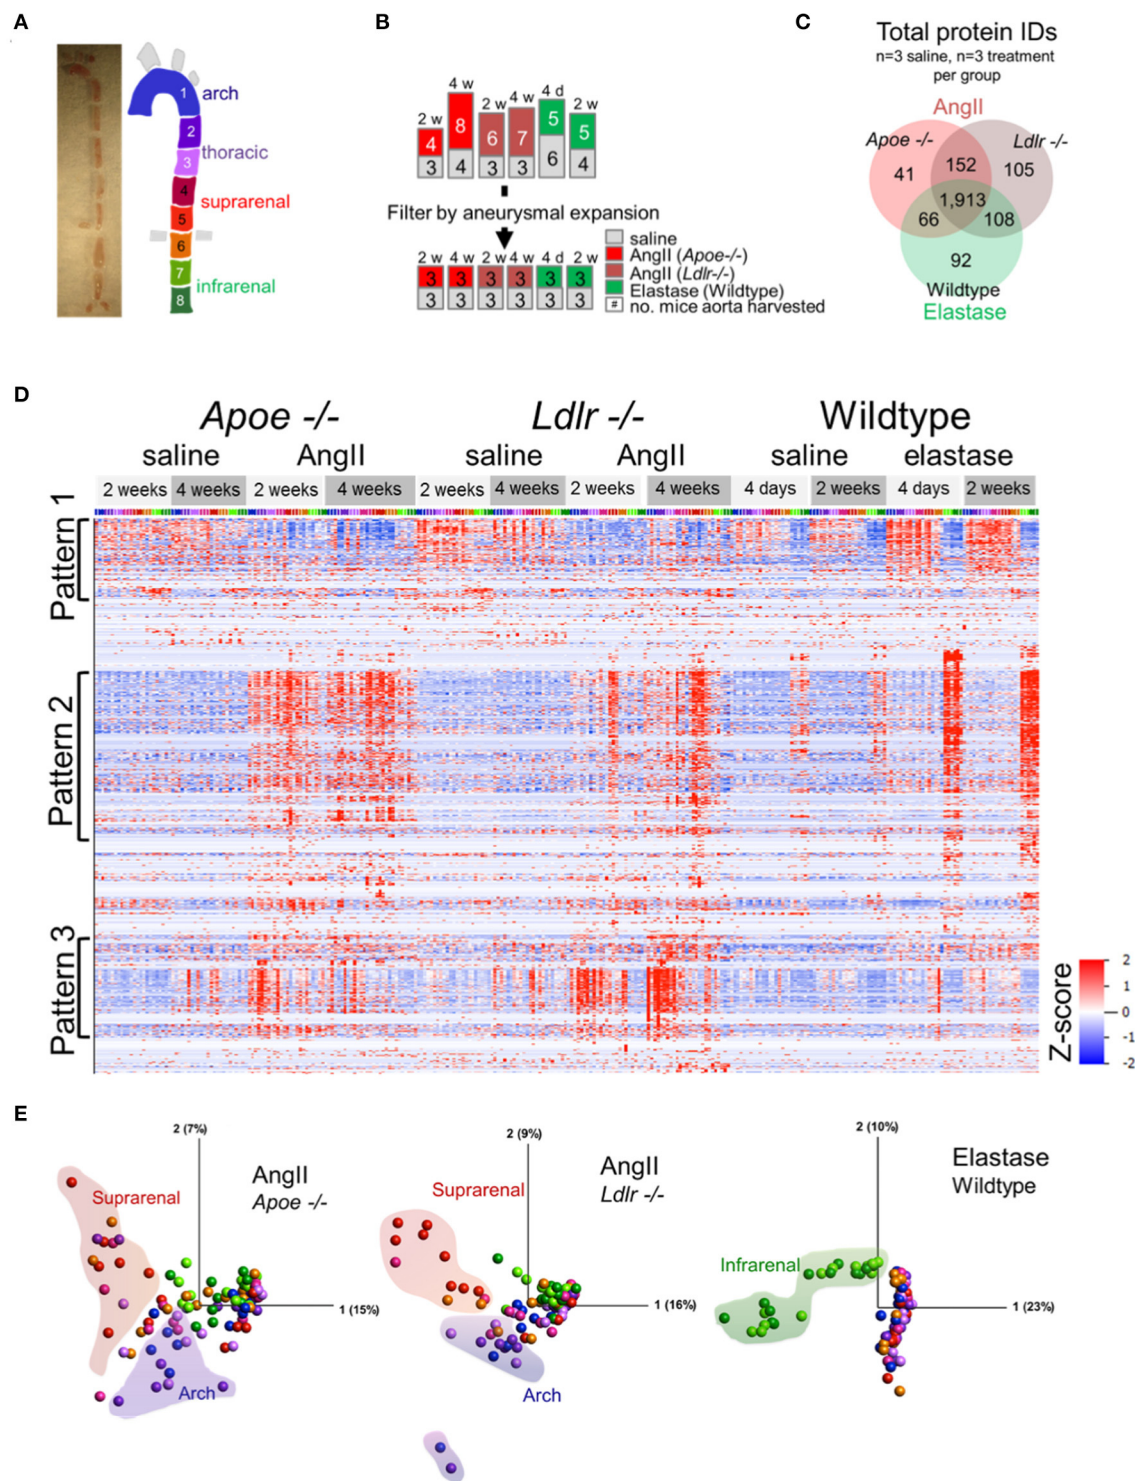 A
1
arch
2
3
thoracic
4
suprarenal
5
6
7
infrarenal
8
B
2 w
4 w
2 w
4 w
4 d
2 w
4
8
6
7
5
5
3
4
3
3
6
4
Filter by aneurysmal expansion
2 w
4 w
2 w
4 w
4 d
2 w
3
3
3
3
3
3
3
3
3
3
3
3
saline
AngII (Apoe-/-)
AngII (Ldlr-/-)
Elastase (Wildtype)
# no. mice aorta harvested
C
Total protein IDs
n=3 saline, n=3 treatment
per group
AngII
Apoe -/-
Ldlr -/-
41
152
105
1,913
66
108
92
Wildtype
Elastase
D
Apoe -/-
Ldlr -/-
Wildtype
saline
AngII
saline
AngII
saline
elastase
2 weeks
4 weeks
2 weeks
4 weeks
2 weeks
4 weeks
2 weeks
4 weeks
4 days
2 weeks
4 days
2 weeks
Pattern 1
Pattern 2
Pattern 3
Z-score
2
1
0
-1
-2
E
2 (7%)
AngII
Apoe -/-
Suprarenal
1 (15%)
Arch
2 (9%)
AngII
Ldlr -/-
Suprarenal
1 (16%)
Arch
2 (10%)
Elastase
Wildtype
Infrarenal
1 (23%)